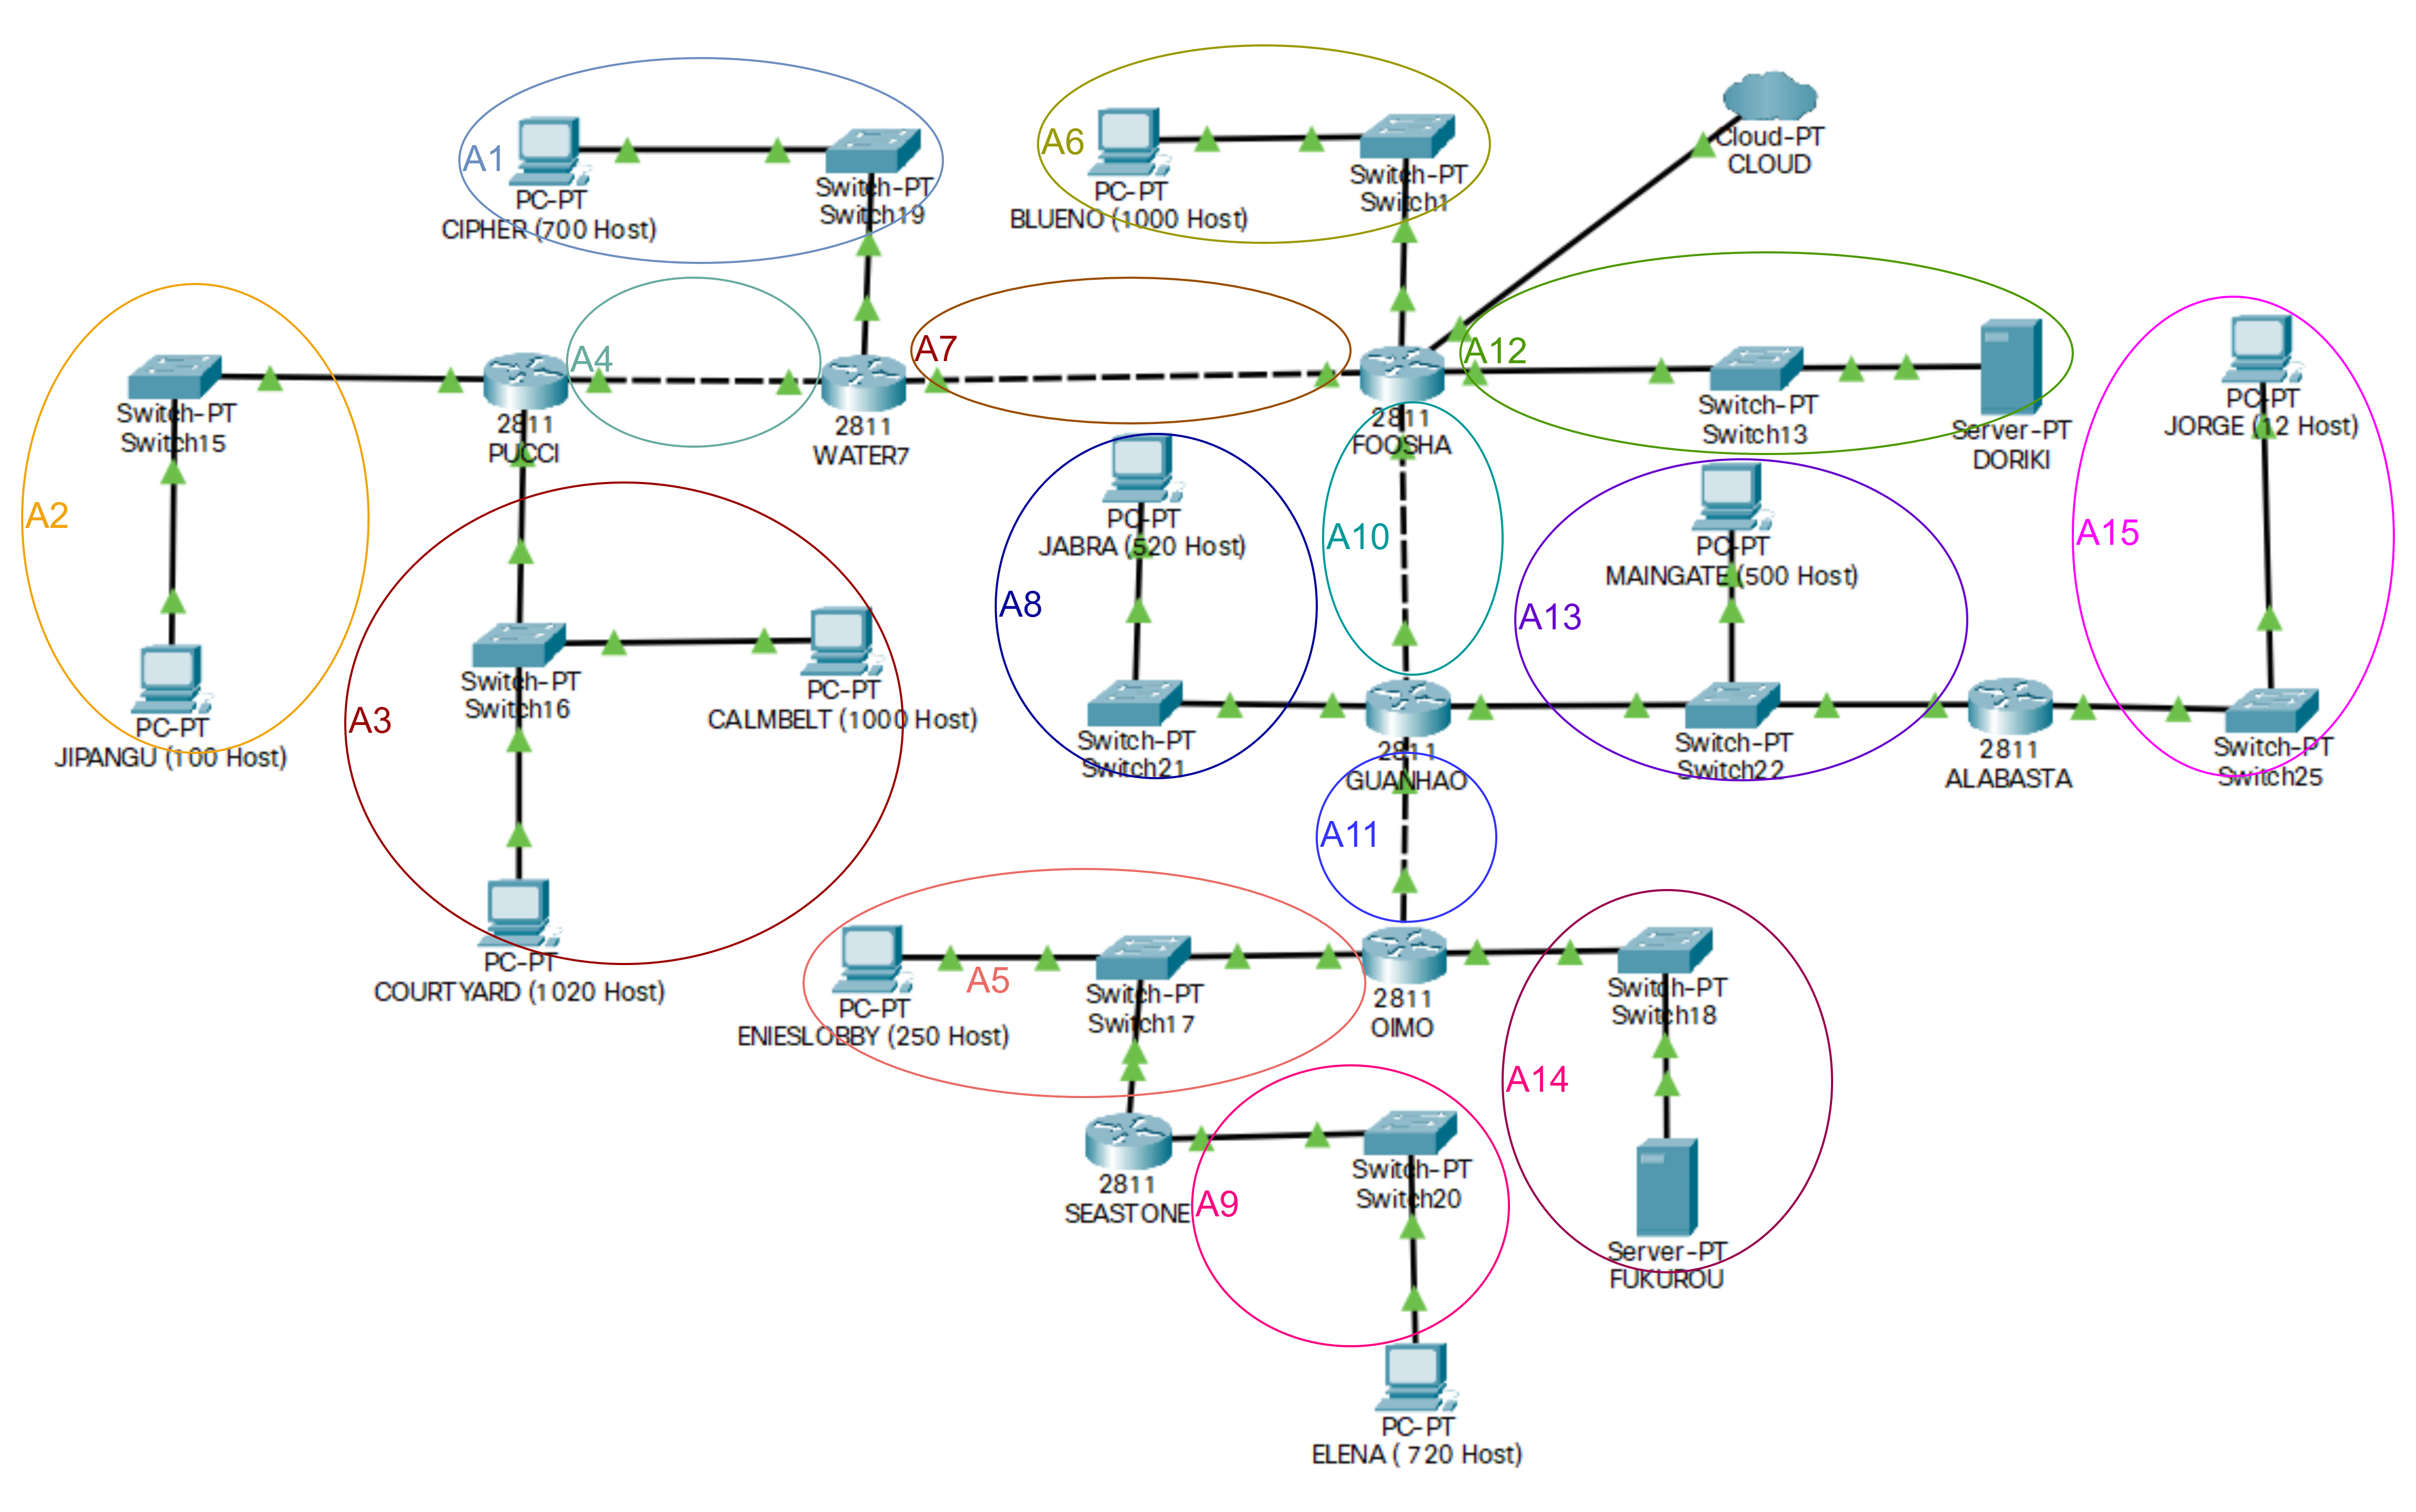 A1
PC-PT
CIPHER (700 Host)
Switch-PT
Switch19
A6
PC-PT
BLUENO (1000 Host)
Switch-PT
Switch1
Cloud-PT
CLOUD
A2
Switch-PT
Switch15
PC-PT
JIPANGU (100 Host)
2811
PUCCI
A4
2811
WATER7
A7
2811
FOOSHA
A12
Switch-PT
Switch13
Server-PT
DORIKI
A15
PC-PT
JORGE (12 Host)
Switch-PT
Switch25
A3
Switch-PT
Switch16
PC-PT
CALMBELT (1000 Host)
PC-PT
COURTYARD (1020 Host)
A8
PC-PT
JABRA (520 Host)
Switch-PT
Switch21
A10
2811
GUANHAO
A13
PC-PT
MAINGATE (500 Host)
Switch-PT
Switch22
2811
ALABASTA
A11
A5
PC-PT
ENIESLOBBY (250 Host)
Switch-PT
Switch17
2811
OIMO
A14
Switch-PT
Switch18
Server-PT
FUKUROU
2811
SEASTONE
A9
Switch-PT
Switch20
PC-PT
ELENA ( 720 Host)